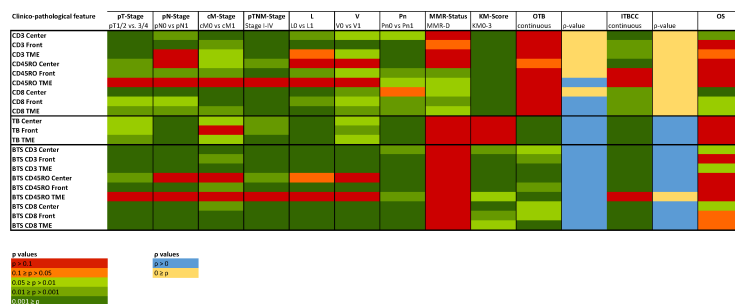 Clinico-pathological feature pT-Stage pN-Stage cM-Stage pTNM-Stage L V Pn MMR-Status KM-Score OTB ITBCC OS
pT1/2 vs. 3/4 pN0 vs pN1 cM0 vs cM1 Stage I-IV L0 vs L1 V0 vs V1 Pn0 vs Pn1 MMR-D KM0-3 continuous p-value continuous p-value
CD3 Center
CD3 Front
CD3 TME
CD45RO Center
CD45RO Front
CD45RO TME
CD8 Center
CD8 Front
CD8 TME
TB Center
TB Front
TB TME
BTS CD3 Center
BTS CD3 Front
BTS CD3 TME
BTS CD45RO Center
BTS CD45RO Front
BTS CD45RO TME
BTS CD8 Center
BTS CD8 Front
BTS CD8 TME
p values p values
p > 0.1 p > 0
0.1 ≥ p > 0.05 0 ≥ p
0.05 ≥ p > 0.01
0.01 ≥ p > 0.001
0.001 ≥ p